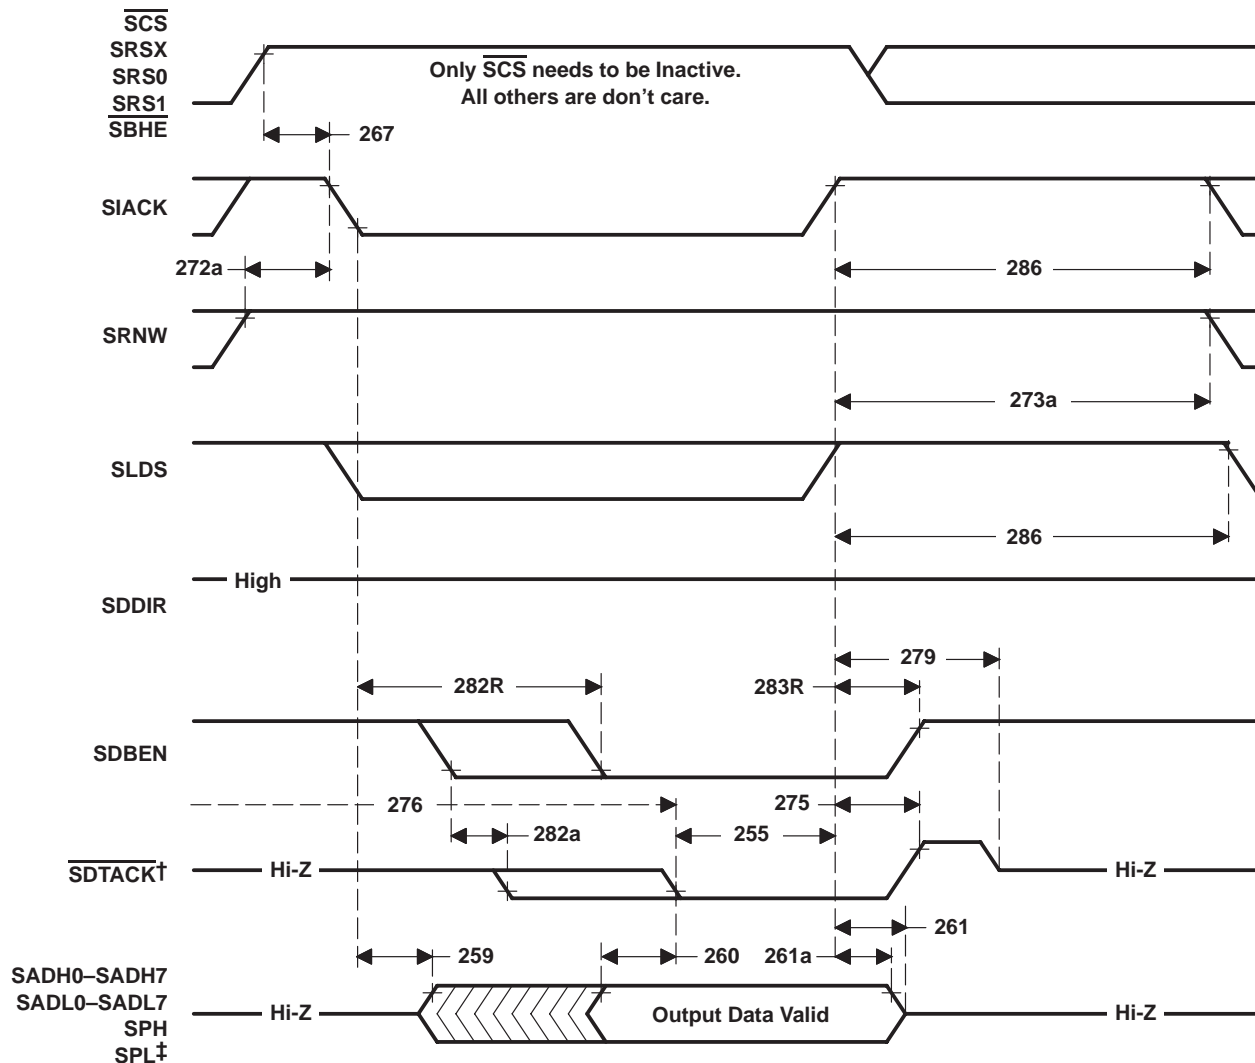 SCS
SRSX
SRS0
SRS1
SBHE
Only SCS needs to be Inactive.
All others are don't care.
267
SIACK
272a
286
SRNW
273a
SLDS
286
High
SDDIR
279
282R
283R
SDBEN
276
275
282a
255
SDTACK†
Hi-Z
Hi-Z
261
259
260
261a
SADH0–SADH7
SADL0–SADL7
SPH
SPL‡
Hi-Z
Output Data Valid
Hi-Z